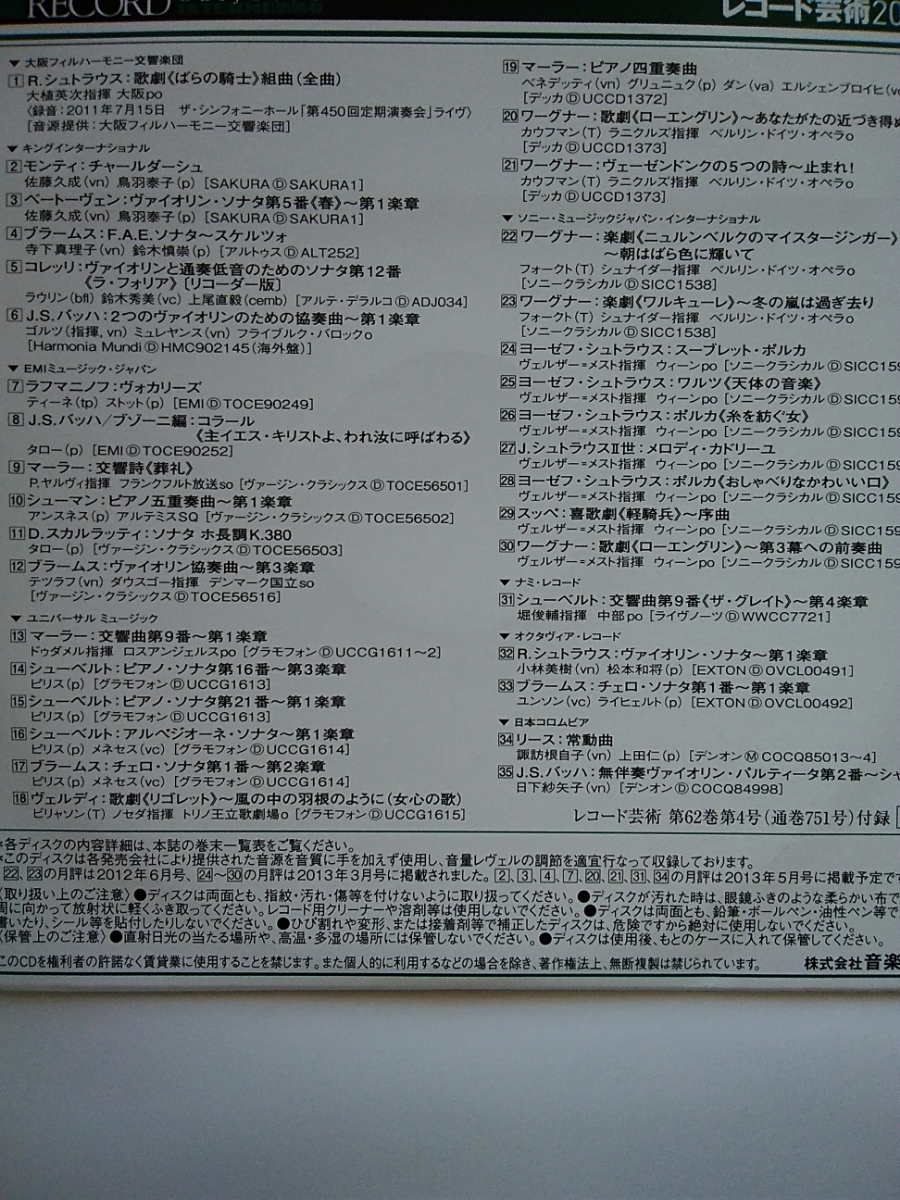 RECORD
レコード芸術20
▼ 大阪フィルハーモニー交響楽団
1 R.シュトラウス：歌劇《ばらの騎士》組曲（全曲）
大植英次指揮 大阪po
〈録音：2011年7月15日 ザ・シンフォニーホール「第450回定期演奏会」ライヴ〉
［音源提供：大阪フィルハーモニー交響楽団］
▼ キングインターナショナル
2 モンティ：チャールダーシュ
佐藤久成（vn）鳥羽泰子（p）［SAKURA Ⓓ SAKURA1］
3 ベートーヴェン：ヴァイオリン・ソナタ第5番《春》～第1楽章
佐藤久成（vn）鳥羽泰子（p）［SAKURA Ⓓ SAKURA1］
4 ブラームス：F.A.E.ソナタ～スケルツォ
寺下真理子（vn）鈴木慎崇（p）［アルトゥス Ⓓ ALT252］
5 コレッリ：ヴァイオリンと通奏低音のためのソナタ第12番
《ラ・フォリア》［リコーダー版］
ラウリン（bfl）鈴木秀美（vc）上尾直毅（cemb）［アルテ・デラルコ Ⓓ ADJ034］
6 J.S.バッハ：2つのヴァイオリンのための協奏曲～第1楽章
ゴルツ（指揮, vn）ミュレヤンス（vn）フライブルク・バロックo
［Harmonia Mundi Ⓓ HMC902145（海外盤）］
▼ EMIミュージック・ジャパン
7 ラフマニノフ：ヴォカリーズ
ティーネ（tp）ストット（p）［EMI Ⓓ TOCE90249］
8 J.S.バッハ／ブゾーニ編：コラール
《主イエス・キリストよ、われ汝に呼ばわる》
タロー（p）［EMI Ⓓ TOCE90252］
9 マーラー：交響詩《葬礼》
P.ヤルヴィ指揮 フランクフルト放送so［ヴァージン・クラシックス Ⓓ TOCE56501］
10 シューマン：ピアノ五重奏曲～第1楽章
アンスネス（p）アルテミスSQ［ヴァージン・クラシックス Ⓓ TOCE56502］
11 D.スカルラッティ：ソナタ ホ長調K.380
タロー（p）［ヴァージン・クラシックス Ⓓ TOCE56503］
12 ブラームス：ヴァイオリン協奏曲～第3楽章
テツラフ（vn）ダウスゴー指揮 デンマーク国立so
［ヴァージン・クラシックス Ⓓ TOCE56516］
▼ ユニバーサル ミュージック
13 マーラー：交響曲第9番～第1楽章
ドゥダメル指揮 ロスアンジェルスpo［グラモフォン Ⓓ UCCG1611～2］
14 シューベルト：ピアノ・ソナタ第16番～第3楽章
ピリス（p）［グラモフォン Ⓓ UCCG1613］
15 シューベルト：ピアノ・ソナタ第21番～第1楽章
ピリス（p）［グラモフォン Ⓓ UCCG1613］
16 シューベルト：アルペジオーネ・ソナタ～第1楽章
ピリス（p）メネセス（vc）［グラモフォン Ⓓ UCCG1614］
17 ブラームス：チェロ・ソナタ第1番～第2楽章
ピリス（p）メネセス（vc）［グラモフォン Ⓓ UCCG1614］
18 ヴェルディ：歌劇《リゴレット》～風の中の羽根のように（女心の歌）
ビリャソン（T）ノセダ指揮 トリノ王立歌劇場o［グラモフォン Ⓓ UCCG1615］
19 マーラー：ピアノ四重奏曲
ベネデッティ（vn）グリュニュク（p）ダン（va）エルシェンブロイヒ（vc
［デッカ Ⓓ UCCD1372］
20 ワーグナー：歌劇《ローエングリン》～あなたがたの近づき得ぬ
カウフマン（T）ラニクルズ指揮 ベルリン・ドイツ・オペラo
［デッカ Ⓓ UCCD1373］
21 ワーグナー：ヴェーゼンドンクの5つの詩～止まれ！
カウフマン（T）ラニクルズ指揮 ベルリン・ドイツ・オペラo
［デッカ Ⓓ UCCD1373］
▼ ソニー・ミュージックジャパン・インターナショナル
22 ワーグナー：楽劇《ニュルンベルクのマイスタージンガー》
～朝はばら色に輝いて
フォークト（T）シュナイダー指揮 ベルリン・ドイツ・オペラo
［ソニークラシカル Ⓓ SICC1538］
23 ワーグナー：楽劇《ワルキューレ》～冬の嵐は過ぎ去り
フォークト（T）シュナイダー指揮 ベルリン・ドイツ・オペラo
［ソニークラシカル Ⓓ SICC1538］
24 ヨーゼフ・シュトラウス：スーブレット・ポルカ
ヴェルザー＝メスト指揮 ウィーンpo［ソニークラシカル Ⓓ SICC159
25 ヨーゼフ・シュトラウス：ワルツ《天体の音楽》
ヴェルザー＝メスト指揮 ウィーンpo［ソニークラシカル Ⓓ SICC159
26 ヨーゼフ・シュトラウス：ポルカ《糸を紡ぐ女》
ヴェルザー＝メスト指揮 ウィーンpo［ソニークラシカル Ⓓ SICC159
27 J.シュトラウスⅡ世：メロディ・カドリーユ
ヴェルザー＝メスト指揮 ウィーンpo［ソニークラシカル Ⓓ SICC159
28 ヨーゼフ・シュトラウス：ポルカ《おしゃべりなかわいい口》
ヴェルザー＝メスト指揮 ウィーンpo［ソニークラシカル Ⓓ SICC159
29 スッペ：喜歌劇《軽騎兵》～序曲
ヴェルザー＝メスト指揮 ウィーンpo［ソニークラシカル Ⓓ SICC159
30 ワーグナー：歌劇《ローエングリン》～第3幕への前奏曲
ヴェルザー＝メスト指揮 ウィーンpo［ソニークラシカル Ⓓ SICC159
▼ ナミ・レコード
31 シューベルト：交響曲第9番《ザ・グレイト》～第4楽章
堀俊輔指揮 中部po［ライヴノーツ Ⓓ WWCC7721］
▼ オクタヴィア・レコード
32 R.シュトラウス：ヴァイオリン・ソナタ～第1楽章
小林美樹（vn）松本和将（p）［EXTON Ⓓ OVCL00491］
33 ブラームス：チェロ・ソナタ第1番～第1楽章
ユンソン（vc）ライヒェルト（p）［EXTON Ⓓ OVCL00492］
▼ 日本コロムビア
34 リース：常動曲
諏訪根自子（vn）上田仁（p）［デンオン Ⓜ COCQ85013～4］
35 J.S.バッハ：無伴奏ヴァイオリン・パルティータ第2番～シャ
日下紗矢子（vn）［デンオン Ⓓ COCQ84998］
レコード芸術 第62巻第4号（通巻751号）付録
*各ディスクの内容詳細は、本誌の巻末一覧表をご覧ください。
*このディスクは各発売会社により提供された音源を音質に手を加えず使用し、音量レヴェルの調節を適宜行なって収録しております。
22、23の月評は2012年6月号、24～30の月評は2013年3月号に掲載されました。2、3、4、7、20、21、31、34の月評は2013年5月号に掲載予定で
〈取り扱い上のご注意〉●ディスクは両面とも、指紋・汚れ・傷等を付けないように取り扱ってください。●ディスクが汚れた時は、眼鏡ふきのような柔らかい布で
周に向かって放射状に軽くふき取ってください。レコード用クリーナーや溶剤等は使用しないでください。●ディスクは両面とも、鉛筆・ボールペン・油性ペン等で
書いたり、シール等を貼付したりしないでください。●ひび割れや変形、または接着剤等で補正したディスクは、危険ですから絶対に使用しないでください。
〈保管上のご注意〉●直射日光の当たる場所や、高温・多湿の場所には保管しないでください。●ディスクは使用後、もとのケースに入れて保管してください。
このCDを権利者の許諾なく賃貸業に使用することを禁じます。また個人的に利用するなどの場合を除き、著作権法上、無断複製は禁じられています。
株式会社音楽